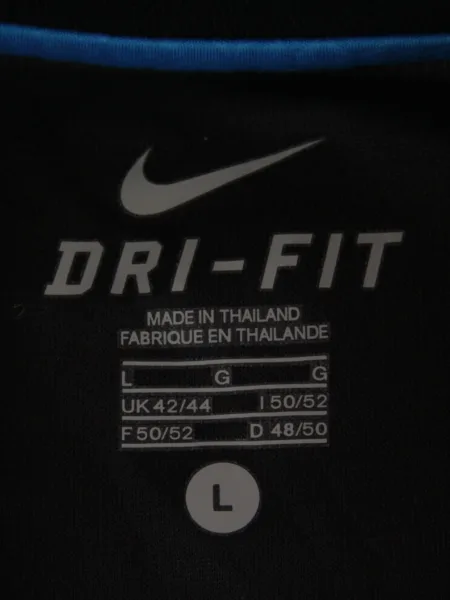 DRI-FIT
MADE IN THAILAND
FABRIQUE EN THAILANDE
L G G
UK 42/44 I 50/52
F 50/52 D 48/50
L